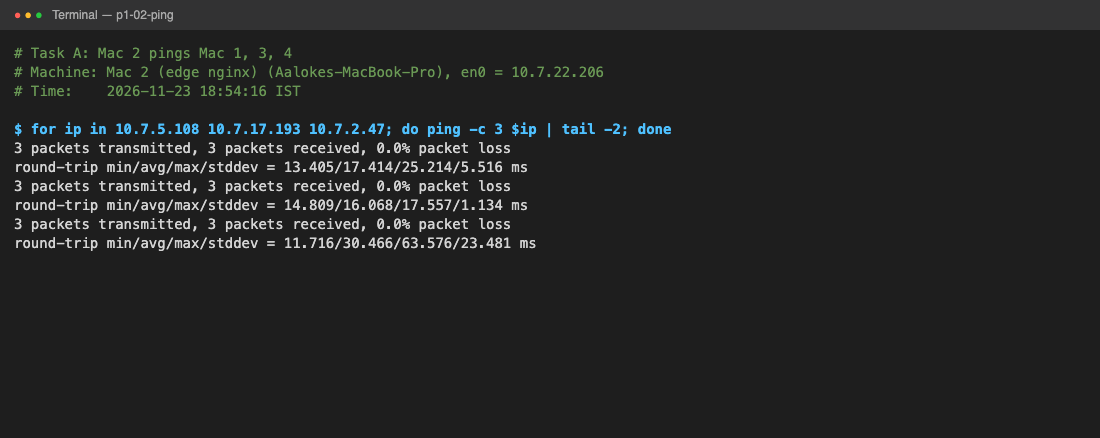 Terminal — p1-02-ping
# Task A: Mac 2 pings Mac 1, 3, 4
# Machine: Mac 2 (edge nginx) (Aalokes-MacBook-Pro), en0 = 10.7.22.206
# Time:    2026-11-23 18:54:16 IST
$ for ip in 10.7.5.108 10.7.17.193 10.7.2.47; do ping -c 3 $ip | tail -2; done
3 packets transmitted, 3 packets received, 0.0% packet loss
round-trip min/avg/max/stddev = 13.405/17.414/25.214/5.516 ms
3 packets transmitted, 3 packets received, 0.0% packet loss
round-trip min/avg/max/stddev = 14.809/16.068/17.557/1.134 ms
3 packets transmitted, 3 packets received, 0.0% packet loss
round-trip min/avg/max/stddev = 11.716/30.466/63.576/23.481 ms